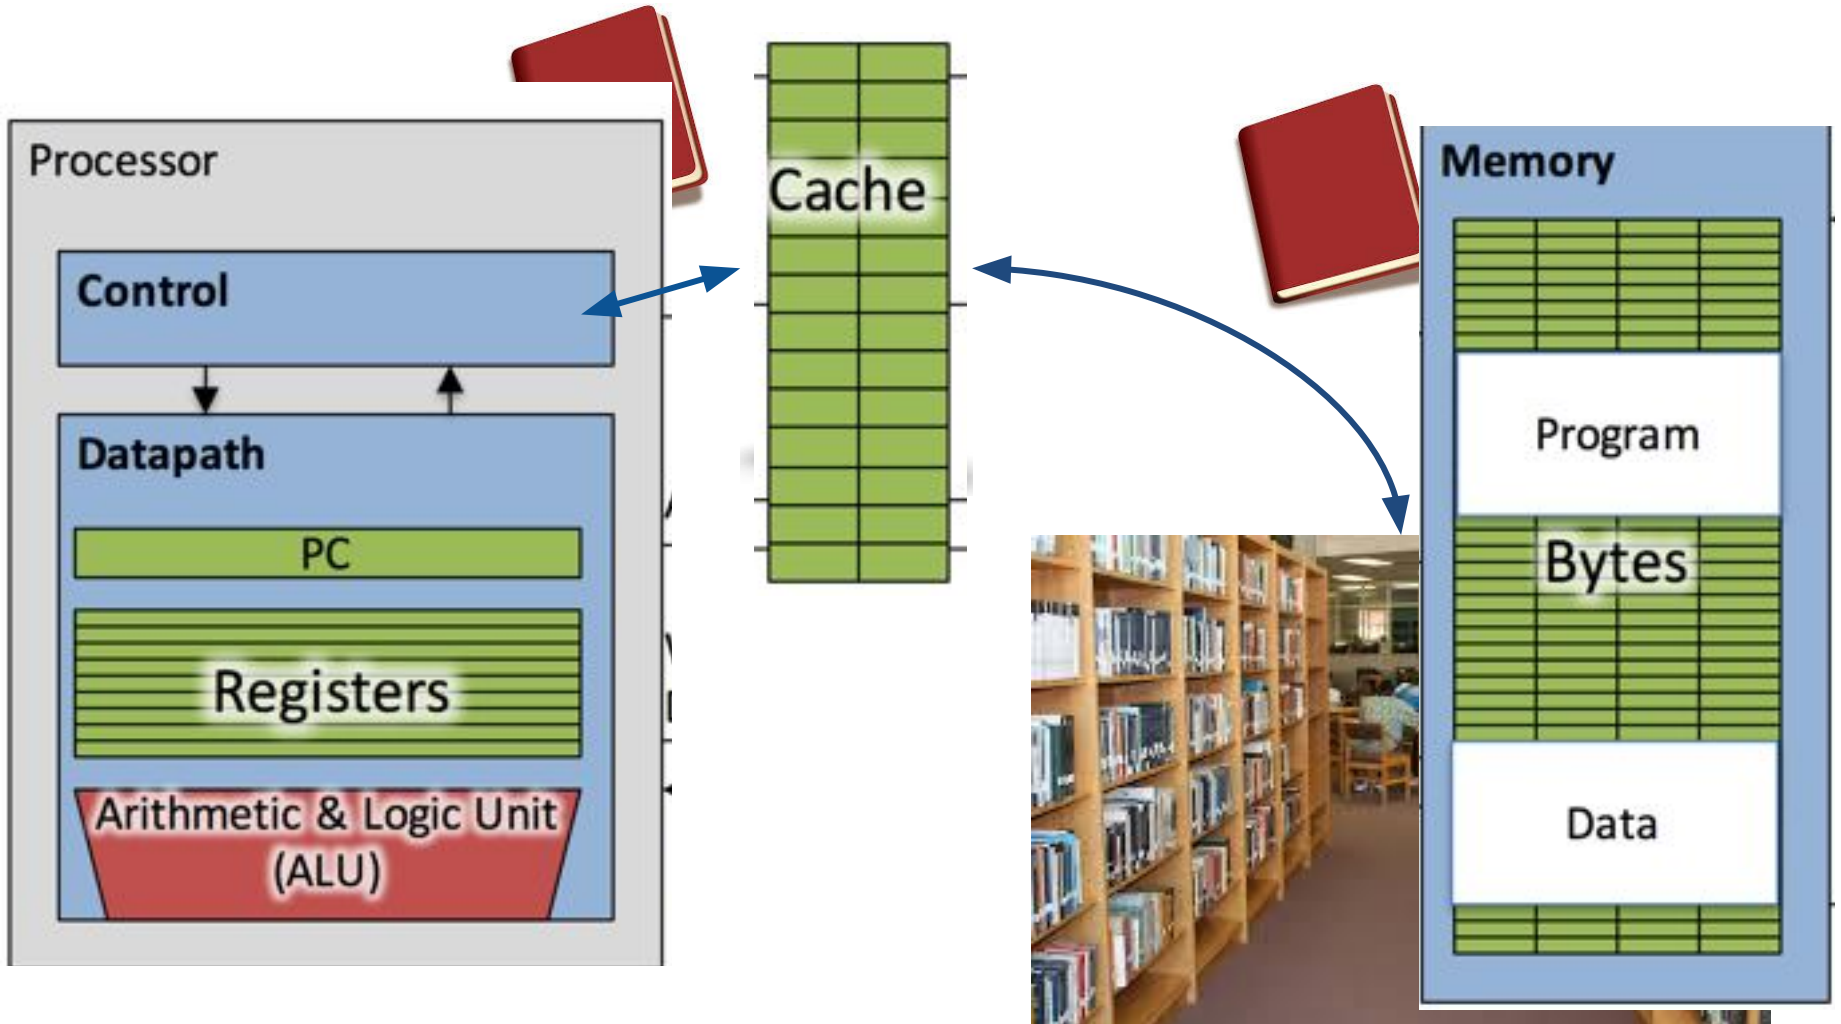 Processor
Control
Datapath
PC
Registers
Arithmetic & Logic Unit
(ALU)
Cache
Memory
Program
Bytes
Data